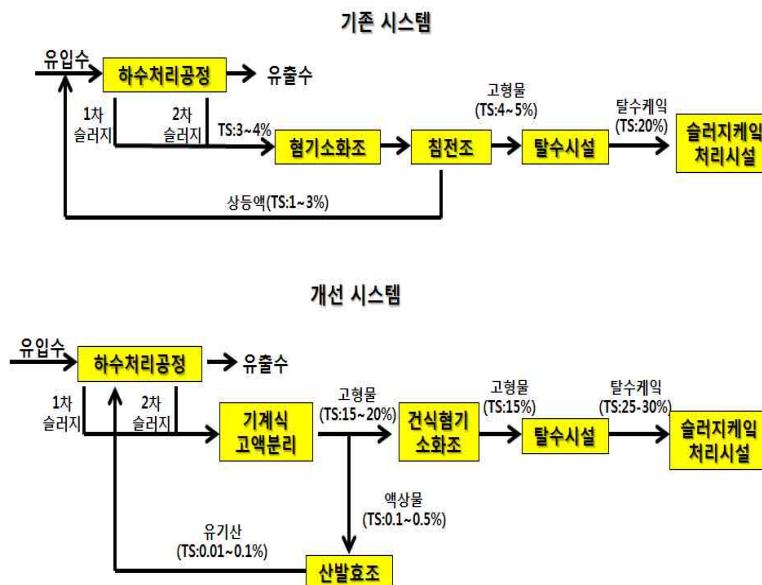 기존 시스템
유입수
하수처리공정
유출수
1차
슬러지
2차
슬러지
TS:3~4%
혐기소화조
침전조
고형물
(TS:4~5%)
탈수시설
탈수케잌
(TS:20%)
슬러지케잌
처리시설
상등액(TS:1~3%)
개선 시스템
유입수
하수처리공정
유출수
1차
슬러지
2차
슬러지
기계식
고액분리
고형물
(TS:15~20%)
건식혐기
소화조
고형물
(TS:15%)
탈수시설
탈수케잌
(TS:25-30%)
슬러지케잌
처리시설
액상물
(TS:0.1~0.5%)
유기산
(TS:0.01~0.1%)
산발효조